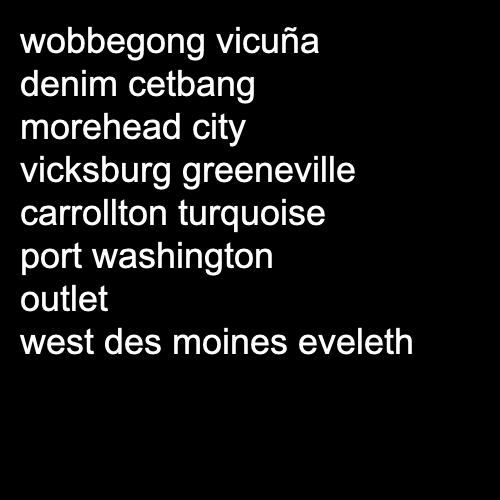 wobbegong vicuña
denim cetbang
morehead city
vicksburg greeneville
carrollton turquoise
port washington
outlet
west des moines eveleth